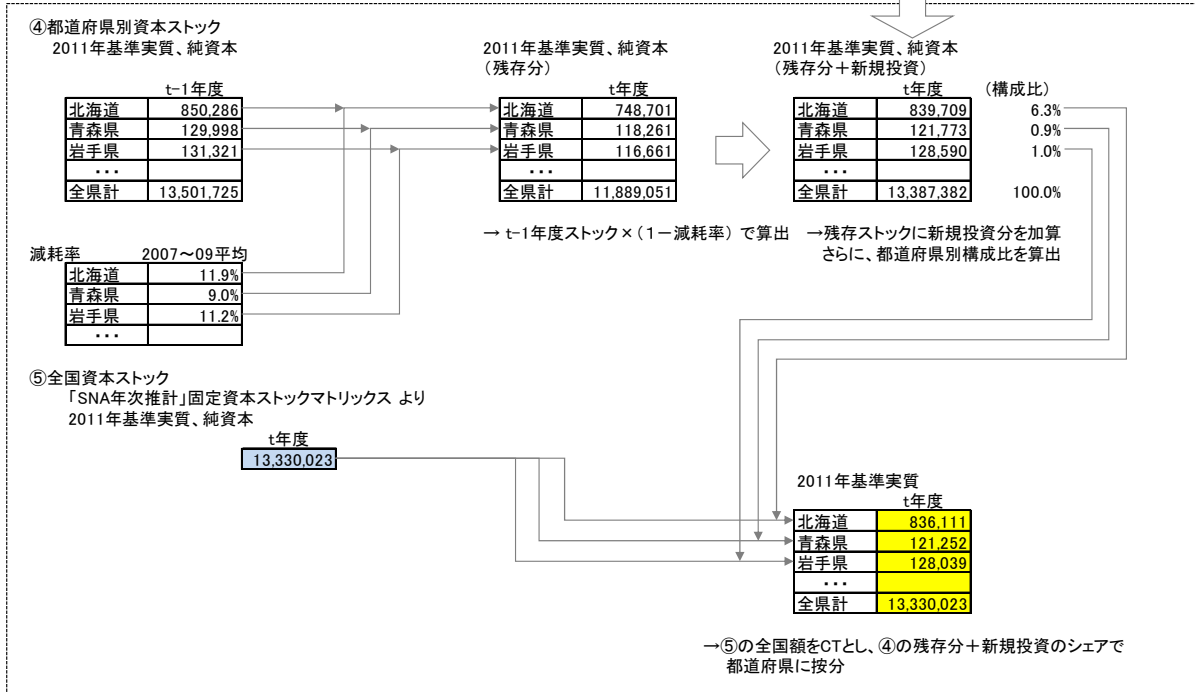 ④都道府県別資本ストック
2011年基準実質、純資本
t-1年度
北海道 850,286
青森県 129,998
岩手県 131,321
・・・
全県計 13,501,725
2011年基準実質、純資本
（残存分）
t年度
北海道 748,701
青森県 118,261
岩手県 116,661
・・・
全県計 11,889,051
→ t-1年度ストック×（1－減耗率）で算出
2011年基準実質、純資本
（残存分＋新規投資）
t年度 （構成比）
北海道 839,709 6.3%
青森県 121,773 0.9%
岩手県 128,590 1.0%
・・・
全県計 13,387,382 100.0%
→残存ストックに新規投資分を加算
さらに、都道府県別構成比を算出
減耗率 2007～09平均
北海道 11.9%
青森県 9.0%
岩手県 11.2%
・・・
⑤全国資本ストック
「SNA年次推計」固定資本ストックマトリックス より
2011年基準実質、純資本
t年度
13,330,023
2011年基準実質
t年度
北海道 836,111
青森県 121,252
岩手県 128,039
・・・
全県計 13,330,023
→⑤の全国額をCTとし、④の残存分＋新規投資のシェアで
都道府県に按分